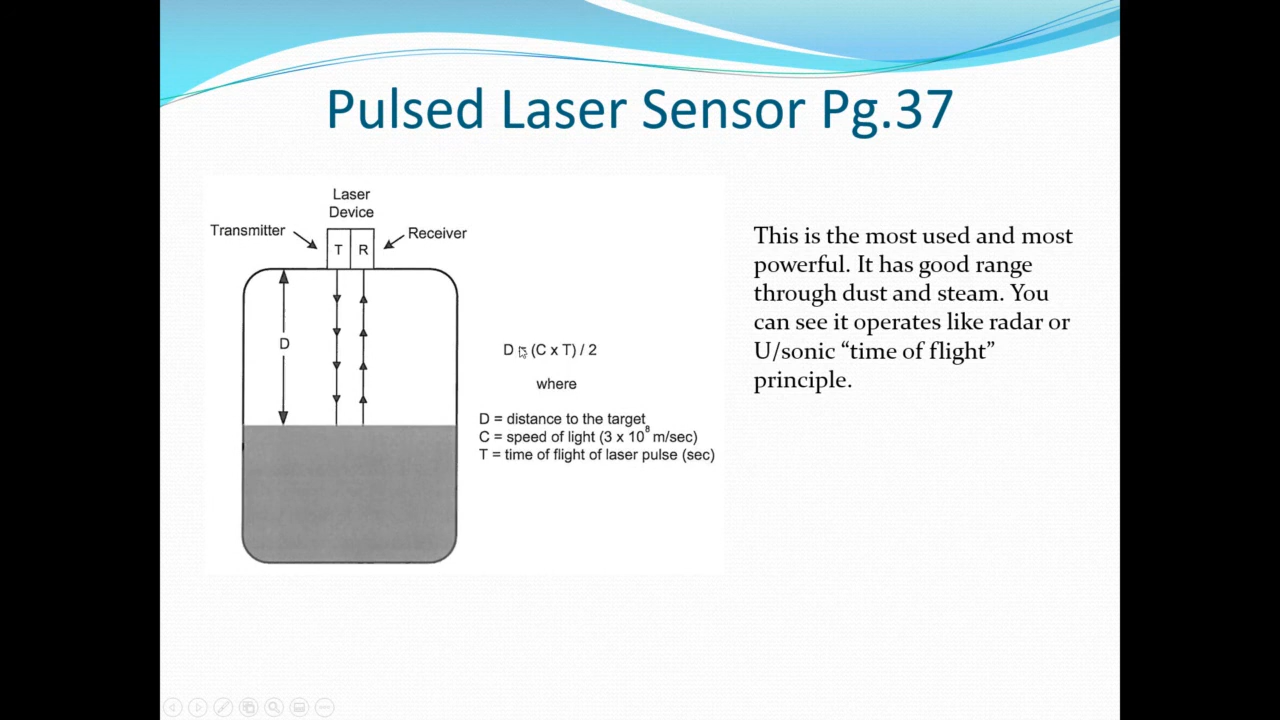 Pulsed Laser Sensor Pg.37
Laser
Device
Transmitter
Receiver
T R
D
D = (C x T) / 2
where
D = distance to the target
C = speed of light (3 x 10⁸ m/sec)
T = time of flight of laser pulse (sec)
This is the most used and most
powerful. It has good range
through dust and steam. You
can see it operates like radar or
U/sonic “time of flight”
principle.